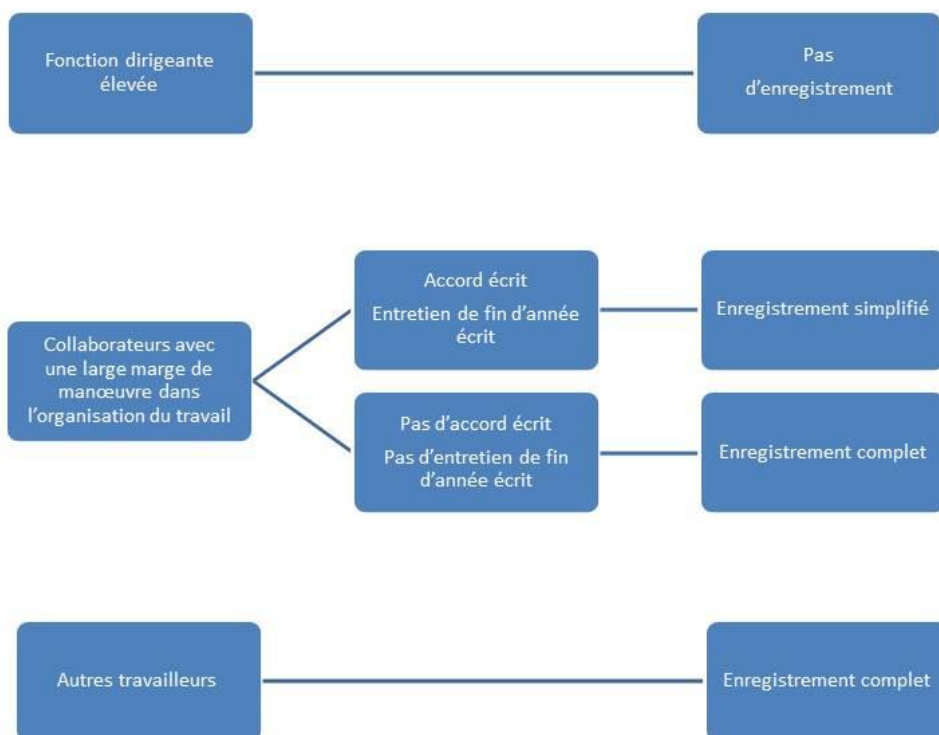 Fonction dirigeante
élevée
Pas
d'enregistrement
Collaborateurs avec
une large marge de
manœuvre dans
l'organisation du travail
Accord écrit
Entretien de fin d'année
écrit
Enregistrement simplifié
Pas d'accord écrit
Pas d'entretien de fin
d'année écrit
Enregistrement complet
Autres travailleurs
Enregistrement complet